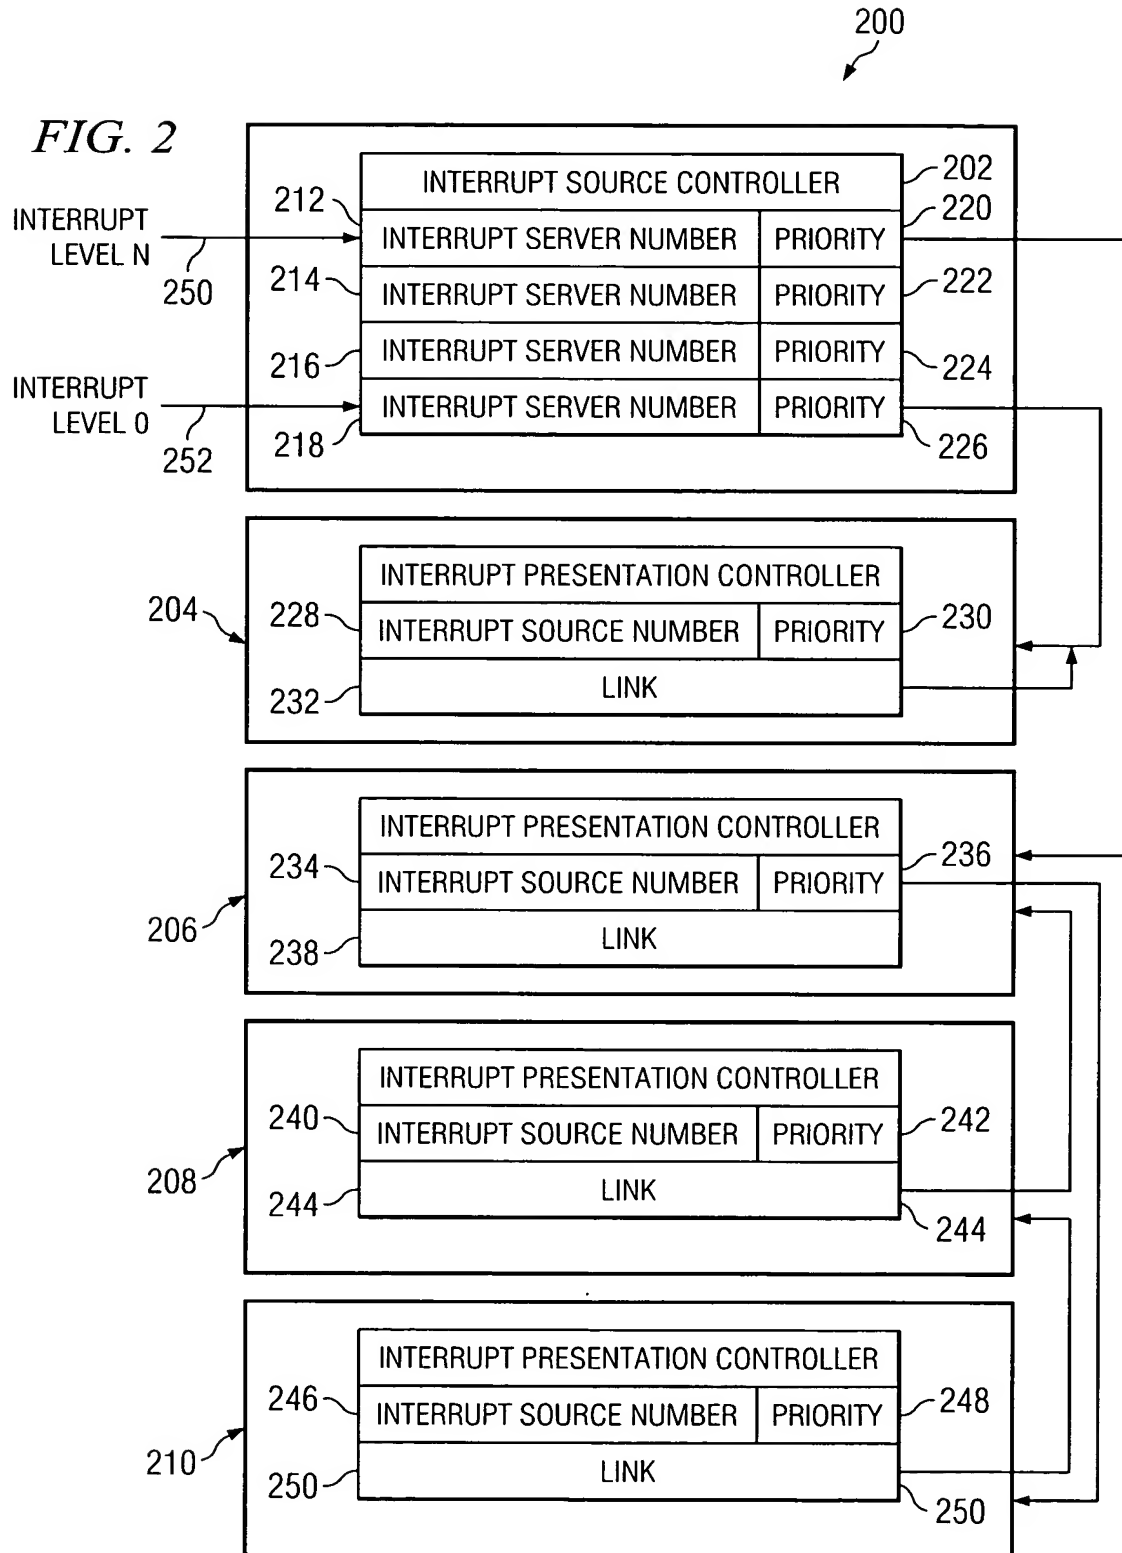 200
FIG. 2
INTERRUPT SOURCE CONTROLLER
202
212
220
INTERRUPT
LEVEL N
INTERRUPT SERVER NUMBER
PRIORITY
250
214
INTERRUPT SERVER NUMBER
PRIORITY
222
216
INTERRUPT SERVER NUMBER
PRIORITY
224
INTERRUPT
LEVEL 0
INTERRUPT SERVER NUMBER
PRIORITY
252
218
226
INTERRUPT PRESENTATION CONTROLLER
204
228
INTERRUPT SOURCE NUMBER
PRIORITY
230
232
LINK
INTERRUPT PRESENTATION CONTROLLER
234
INTERRUPT SOURCE NUMBER
PRIORITY
236
206
238
LINK
INTERRUPT PRESENTATION CONTROLLER
240
INTERRUPT SOURCE NUMBER
PRIORITY
242
208
244
LINK
244
INTERRUPT PRESENTATION CONTROLLER
246
INTERRUPT SOURCE NUMBER
PRIORITY
248
210
250
LINK
250